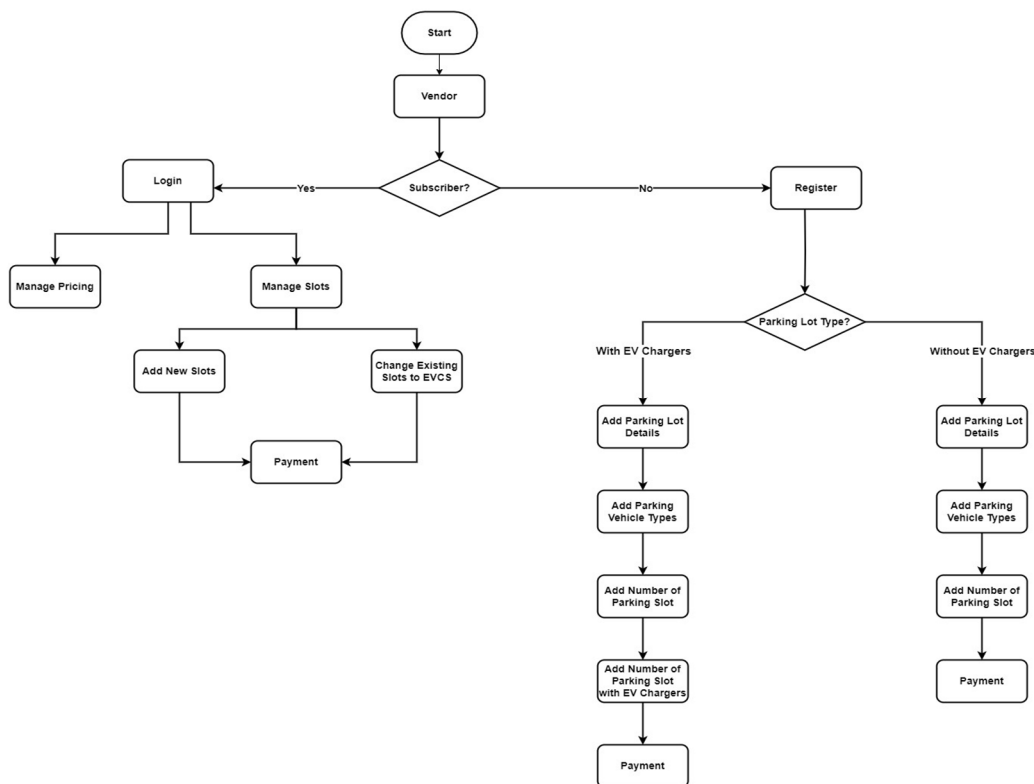 Start
Vendor
Subscriber?
Yes
No
Login
Register
Manage Pricing
Manage Slots
Add New Slots
Change Existing
Slots to EVCS
Payment
Parking Lot Type?
With EV Chargers
Without EV Chargers
Add Parking Lot
Details
Add Parking
Vehicle Types
Add Number of
Parking Slot
Add Number of
Parking Slot
with EV Chargers
Payment
Add Parking Lot
Details
Add Parking
Vehicle Types
Add Number of
Parking Slot
Payment